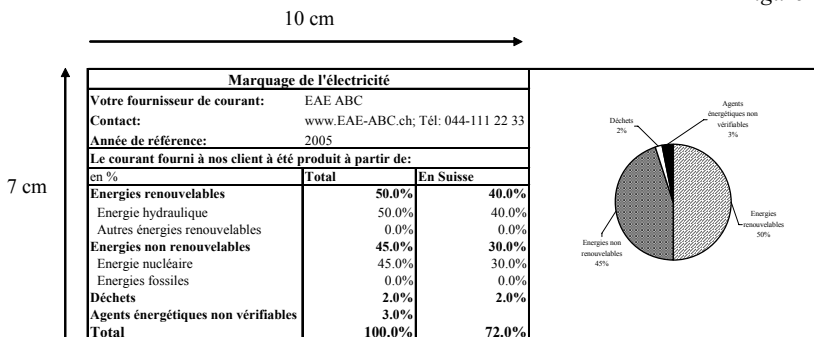 10 cm
7 cm
Marquage de l'électricité
Votre fournisseur de courant: EAE ABC
Contact: www.EAE-ABC.ch; Tél: 044-111 22 33
Année de référence: 2005
Le courant fourni à nos client à été produit à partir de:
en % Total En Suisse
Energies renouvelables 50.0% 40.0%
Energie hydraulique 50.0% 40.0%
Autres énergies renouvelables 0.0% 0.0%
Energies non renouvelables 45.0% 30.0%
Energie nucléaire 45.0% 30.0%
Energies fossiles 0.0% 0.0%
Déchets 2.0% 2.0%
Agents énergétiques non vérifiables 3.0%
Total 100.0% 72.0%
Déchets
2%
Agents
énergétiques non
vérifiables
3%
Energies
renouvelables
50%
Energies non
renouvelables
45%